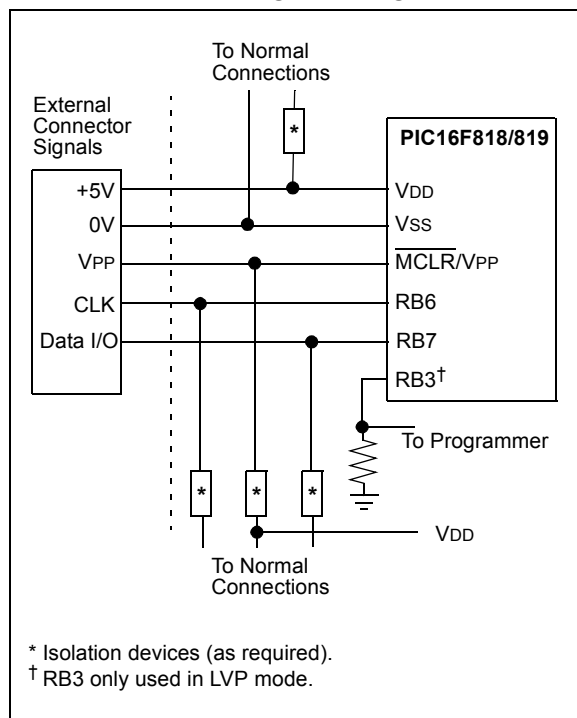 To Normal
Connections
External
Connector
Signals
*
PIC16F818/819
+5V
VDD
0V
VSS
VPP
MCLR/VPP
CLK
RB6
Data I/O
RB7
RB3†
To Programmer
*
*
*
VDD
To Normal
Connections
* Isolation devices (as required).
† RB3 only used in LVP mode.